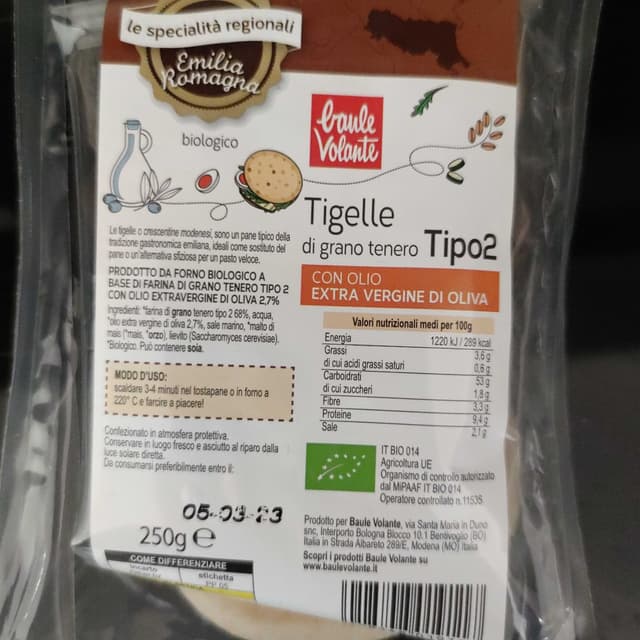 le specialità regionali
Emilia
Romagna
biologico
baule
Volante
Tigelle
di grano tenero Tipo2
CON OLIO
EXTRA VERGINE DI OLIVA
Le tigelle o crescentine modenesi, sono un pane tipico della
tradizione gastronomica emiliana, ideali come sostituto del
pane o un'alternativa sfiziosa per un pasto veloce.
PRODOTTO DA FORNO BIOLOGICO A
BASE DI FARINA DI GRANO TENERO TIPO 2
CON OLIO EXTRAVERGINE DI OLIVA 2,7%
Ingredienti: *farina di grano tenero tipo 2 68%, acqua,
*olio extra vergine di oliva 2,7%, sale marino, *malto di
mais (*mais, *orzo), lievito (Saccharomyces cerevisiae).
*Biologico. Può contenere soia.
MODO D'USO:
scaldare 3-4 minuti nel tostapane o in forno a
220° C e farcire a piacere!
Confezionato in atmosfera protettiva.
Conservare in luogo fresco e asciutto al riparo dalla
luce solare diretta.
Da consumarsi preferibilmente entro il:
05-03-23
250g e
COME DIFFERENZIARE
incarto
etichetta
PP 05
Valori nutrizionali medi per 100g
Energia 1220 kJ / 289 kcal
Grassi 3,6 g
di cui acidi grassi saturi 0,6 g
Carboidrati 53 g
di cui zuccheri 1,8 g
Fibre 3,3 g
Proteine 9,4 g
Sale 2,1 g
IT BIO 014
Agricoltura UE
Organismo di controllo autorizzato
dal MiPAAF IT BIO 014
Operatore controllato n.11535
Prodotto per Baule Volante, via Santa Maria in Duno
snc, Interporto Bologna Blocco 10.1 Bentivoglio (BO)
Italia in Strada Albareto 289/E, Modena (MO) Italia
Scopri i prodotti Baule Volante su
www.baulevolante.it